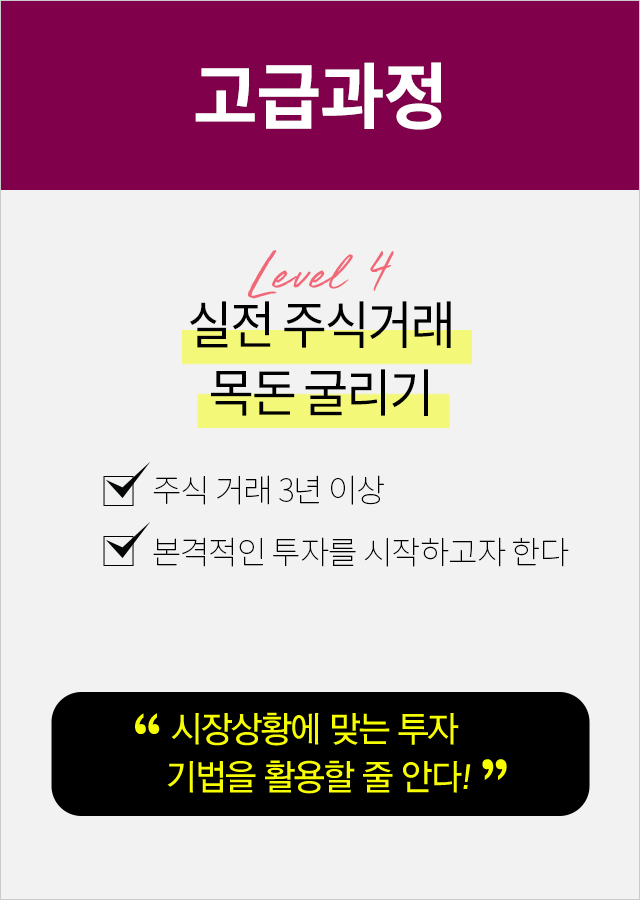 고급과정
Level 4
실전 주식거래
목돈 굴리기
주식 거래 3년 이상
본격적인 투자를 시작하고자 한다
“ 시장상황에 맞는 투자
기법을 활용할 줄 안다! ”